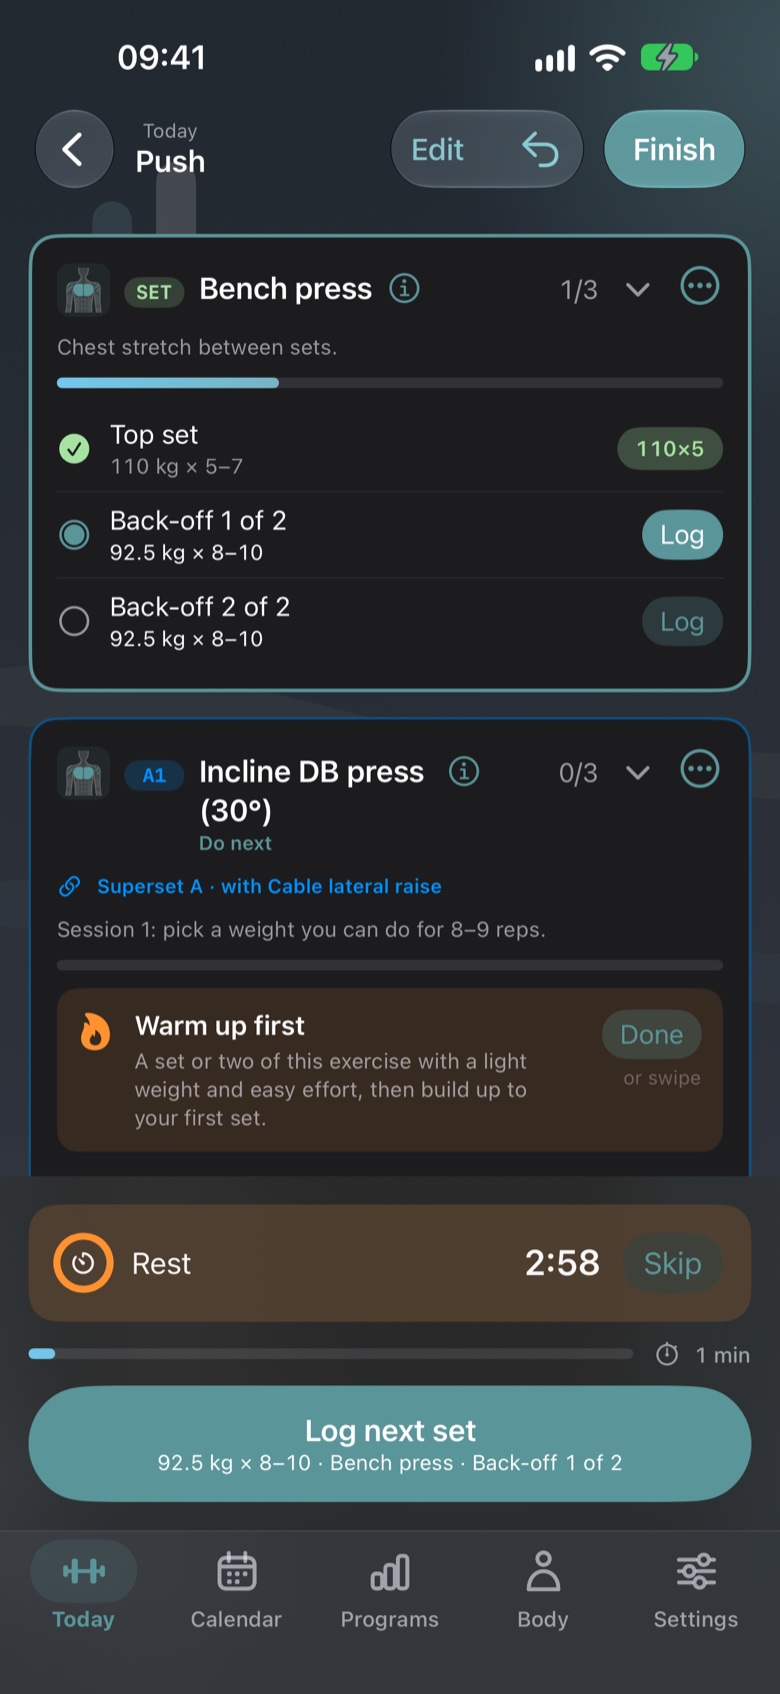 09:41
Today
Push
Edit
Finish
SET
Bench press
1/3
Chest stretch between sets.
Top set
110 kg × 5–7
110×5
Back-off 1 of 2
92.5 kg × 8–10
Log
Back-off 2 of 2
92.5 kg × 8–10
Log
A1
Incline DB press
(30°)
0/3
Do next
Superset A · with Cable lateral raise
Session 1: pick a weight you can do for 8–9 reps.
Warm up first
Done
A set or two of this exercise with a light
weight and easy effort, then build up to
your first set.
or swipe
Rest
2:58
Skip
1 min
Log next set
92.5 kg × 8–10 · Bench press · Back-off 1 of 2
Today
Calendar
Programs
Body
Settings